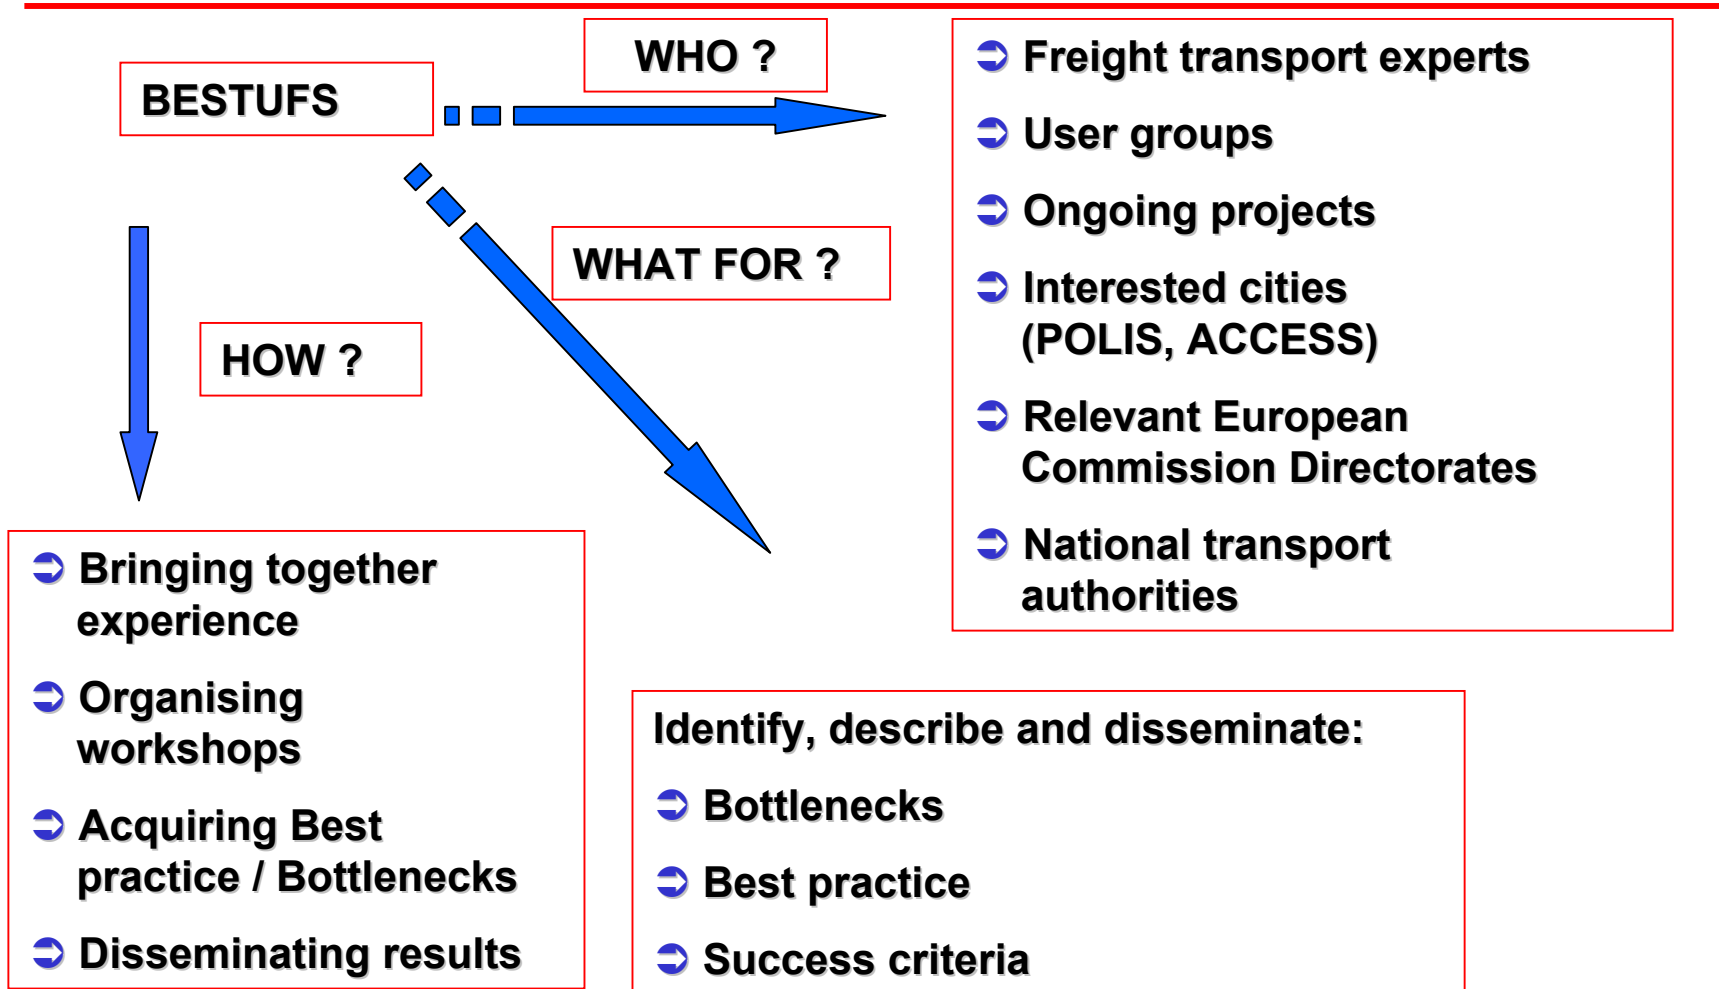 BESTUFS
WHO ?
Freight transport experts
User groups
Ongoing projects
Interested cities
(POLIS, ACCESS)
Relevant European
Commission Directorates
National transport
authorities
WHAT FOR ?
HOW ?
Bringing together
experience
Organising
workshops
Acquiring Best
practice / Bottlenecks
Disseminating results
Identify, describe and disseminate:
Bottlenecks
Best practice
Success criteria